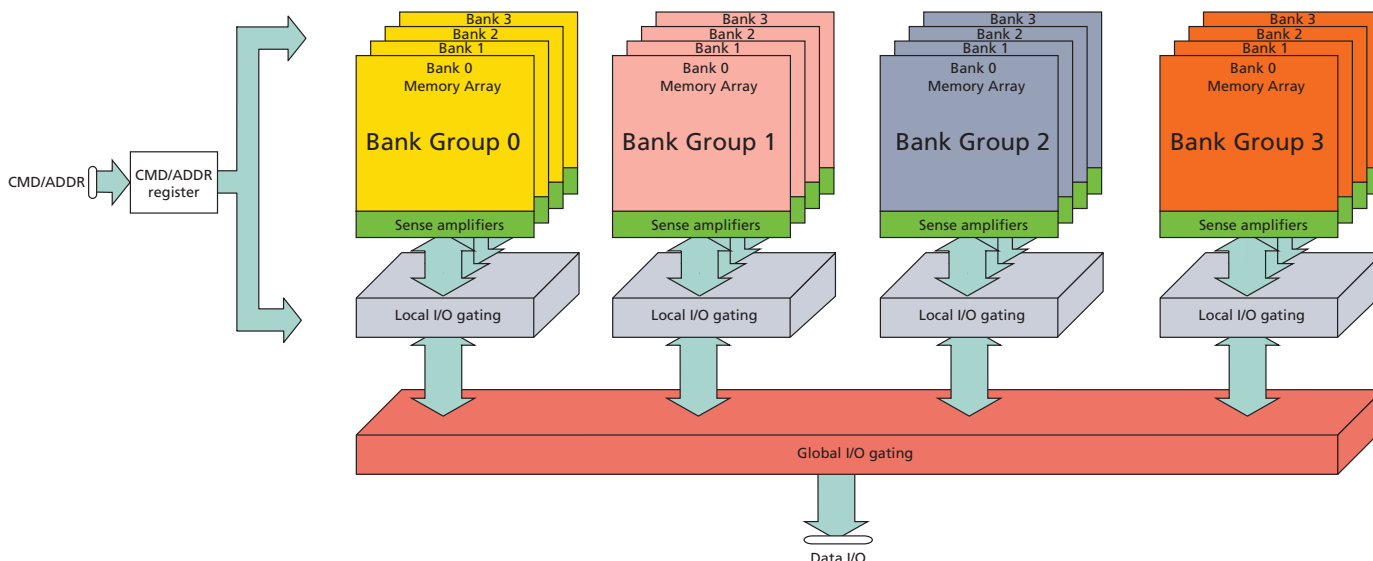 CMD/ADDR
CMD/ADDR
register
Bank 3
Bank 2
Bank 1
Bank 0
Memory Array
Bank Group 0
Sense amplifiers
Local I/O gating
Bank 3
Bank 2
Bank 1
Bank 0
Memory Array
Bank Group 1
Sense amplifiers
Local I/O gating
Bank 3
Bank 2
Bank 1
Bank 0
Memory Array
Bank Group 2
Sense amplifiers
Local I/O gating
Bank 3
Bank 2
Bank 1
Bank 0
Memory Array
Bank Group 3
Sense amplifiers
Local I/O gating
Global I/O gating
Data I/O